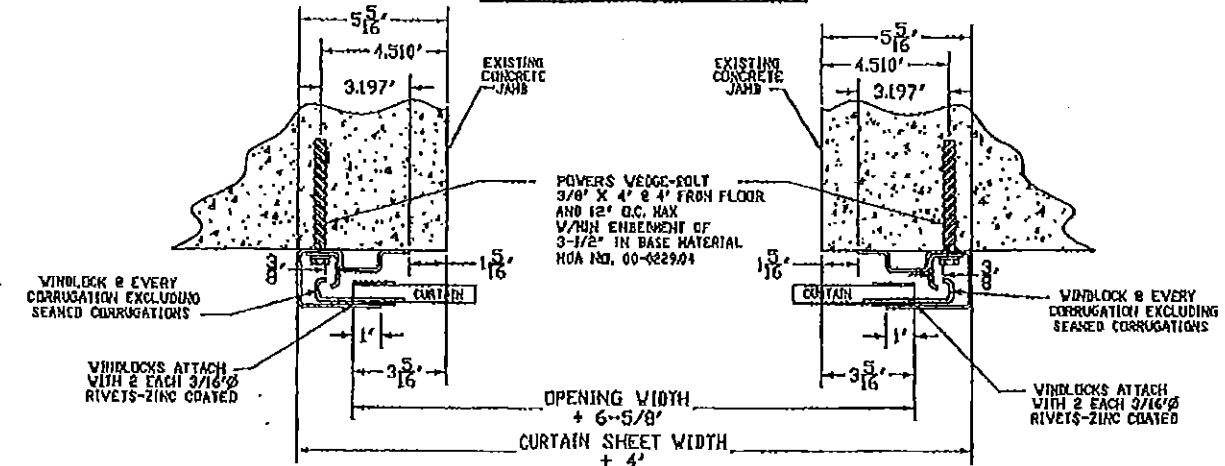 5 5/16'
4.510'
3.197'
EXISTING
CONCRETE
JAMB
5 5/16'
4.510'
3.197'
EXISTING
CONCRETE
JAMB
POWERS WEDGE-BOLT
3/8' X 4' @ 4' FROM FLOOR
AND 12' O.C. MAX
W/MIN EMBEDMENT OF
3-1/2" IN BASE MATERIAL
NOA NO. 00-0229.04
3/8'
1 5/16'
1 5/16'
3/8
WINDLOCK @ EVERY
CORRUGATION EXCLUDING
SEAMED CORRUGATIONS
CURTAIN
CURTAIN
WINDLOCK @ EVERY
CORRUGATION EXCLUDING
SEAMED CORRUGATIONS
1'
1'
WINDLOCKS ATTACH
WITH 2 EACH 3/16'Ø
RIVETS-ZINC COATED
3 5/16'
3 5/16'
WINDLOCKS ATTACH
WITH 2 EACH 3/16'Ø
RIVETS-ZINC COATED
OPENING WIDTH
+ 6-5/8'
CURTAIN SHEET WIDTH
+ 4'